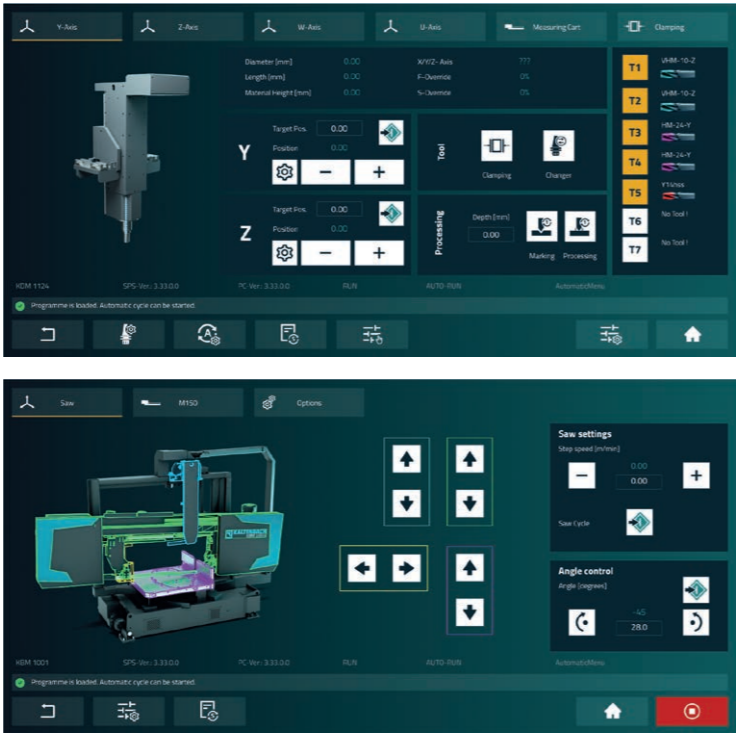 Y-Axis Z-Axis W-Axis U-Axis Measuring Cart Clamping
Diameter [mm] 0.00 X/Y/Z- Axis ???
Length [mm] 0.00 F-Override 0%
Material Height [mm] 0.00 S-Override 0%
T1 VHM-10-Z
T2 VHM-10-Z
T3 HM-24-Y
T4 HM-24-Y
T5
T6 No Tool !
T7 No Tool !
Y Target Pos. 0.00
Position 0.00
− +
Tool
Clamping Changer
Z Target Pos. 0.00
Position 0.00
− +
Processing
Depth [mm]
0.00
Marking Processing
KDM 1124 SPS-Ver.: 3.33.0.0 PC-Ver.: 3.33.0.0 RUN AUTO-RUN AutomaticMenu
Programme is loaded. Automatic cycle can be started.
Saw M150 Options
KALTENBACH
Saw settings
Step speed [m/min]
− 0.00 +
0.00
Saw Cycle
Angle control
Angle [degrees]
-45
28.0
KBM 1001 SPS-Ver.: 3.33.0.0 PC-Ver.: 3.33.0.0 RUN AUTO-RUN AutomaticMenu
Programme is loaded. Automatic cycle can be started.